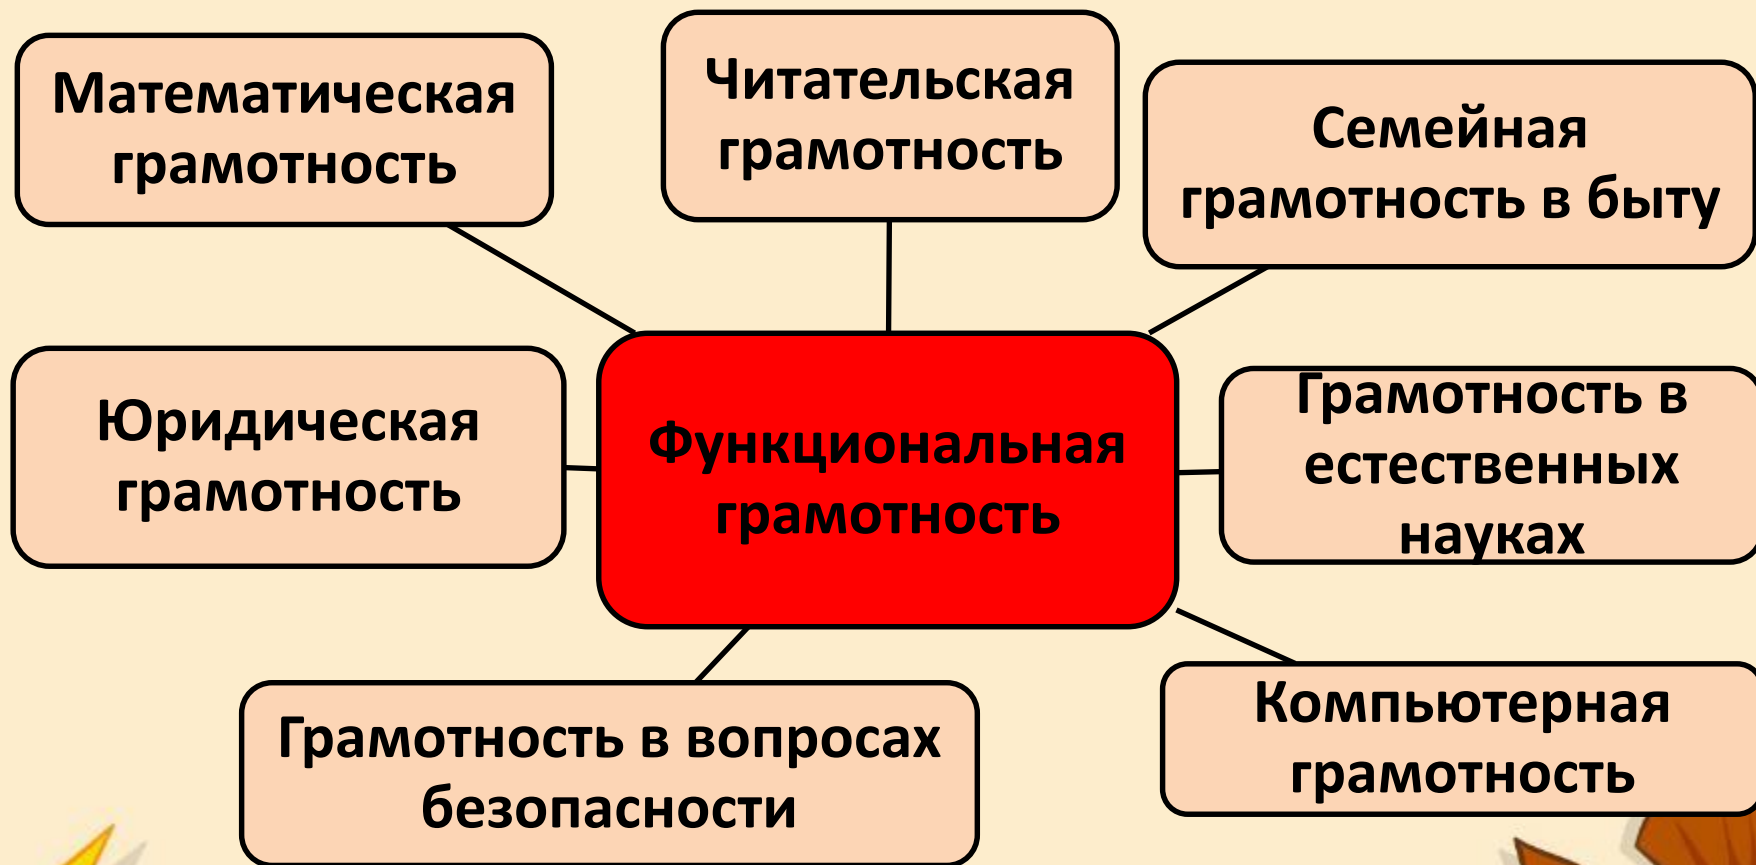 Математическая
грамотность
Читательская
грамотность
Семейная
грамотность в быту
Юридическая
грамотность
Функциональная
грамотность
Грамотность в
естественных
науках
Грамотность в вопросах
безопасности
Компьютерная
грамотность